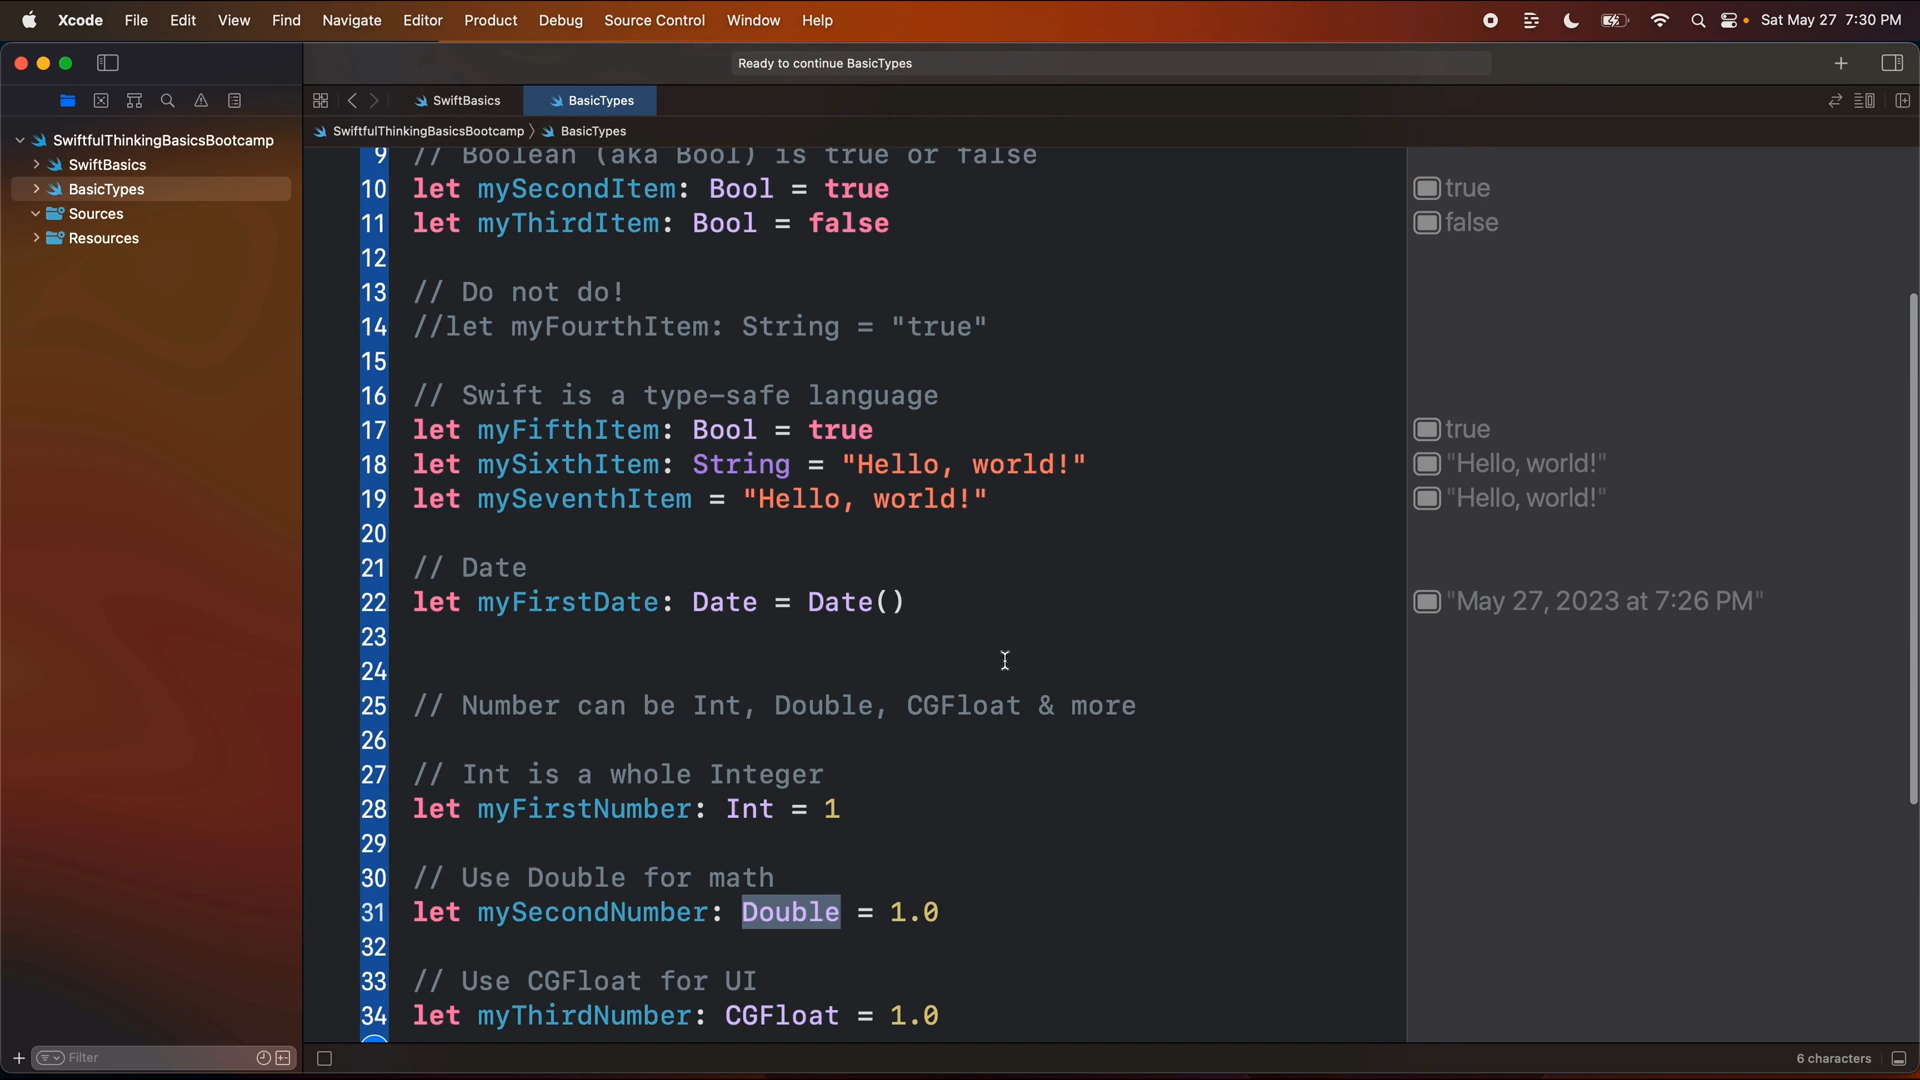 Xcode File Edit View Find Navigate Editor Product Debug Source Control Window Help Sat May 27 7:30 PM
Ready to continue BasicTypes
SwiftBasics BasicTypes
SwiftfulThinkingBasicsBootcamp
SwiftBasics
BasicTypes
Sources
Resources
SwiftfulThinkingBasicsBootcamp BasicTypes
9 // Boolean (aka Bool) is true or false
10 let mySecondItem: Bool = true
11 let myThirdItem: Bool = false
12
13 // Do not do!
14 //let myFourthItem: String = "true"
15
16 // Swift is a type-safe language
17 let myFifthItem: Bool = true
18 let mySixthItem: String = "Hello, world!"
19 let mySeventhItem = "Hello, world!"
20
21 // Date
22 let myFirstDate: Date = Date()
23
24
25 // Number can be Int, Double, CGFloat & more
26
27 // Int is a whole Integer
28 let myFirstNumber: Int = 1
29
30 // Use Double for math
31 let mySecondNumber: Double = 1.0
32
33 // Use CGFloat for UI
34 let myThirdNumber: CGFloat = 1.0
true
false
true
"Hello, world!"
"Hello, world!"
"May 27, 2023 at 7:26 PM"
Filter
6 characters